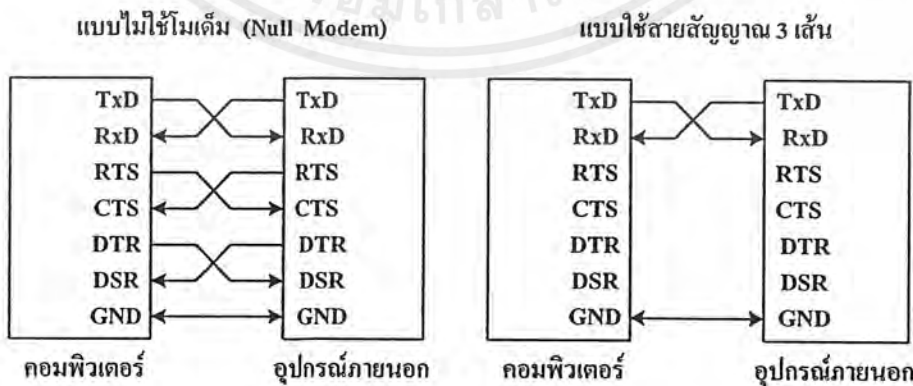 แบบไม่ใช้โมเด็ม (Null Modem)
TxD TxD
RxD RxD
RTS RTS
CTS CTS
DTR DTR
DSR DSR
GND GND
คอมพิวเตอร์ อุปกรณ์ภายนอก
แบบใช้สายสัญญาณ 3 เส้น
TxD TxD
RxD RxD
RTS RTS
CTS CTS
DTR DTR
DSR DSR
GND GND
คอมพิวเตอร์ อุปกรณ์ภายนอก